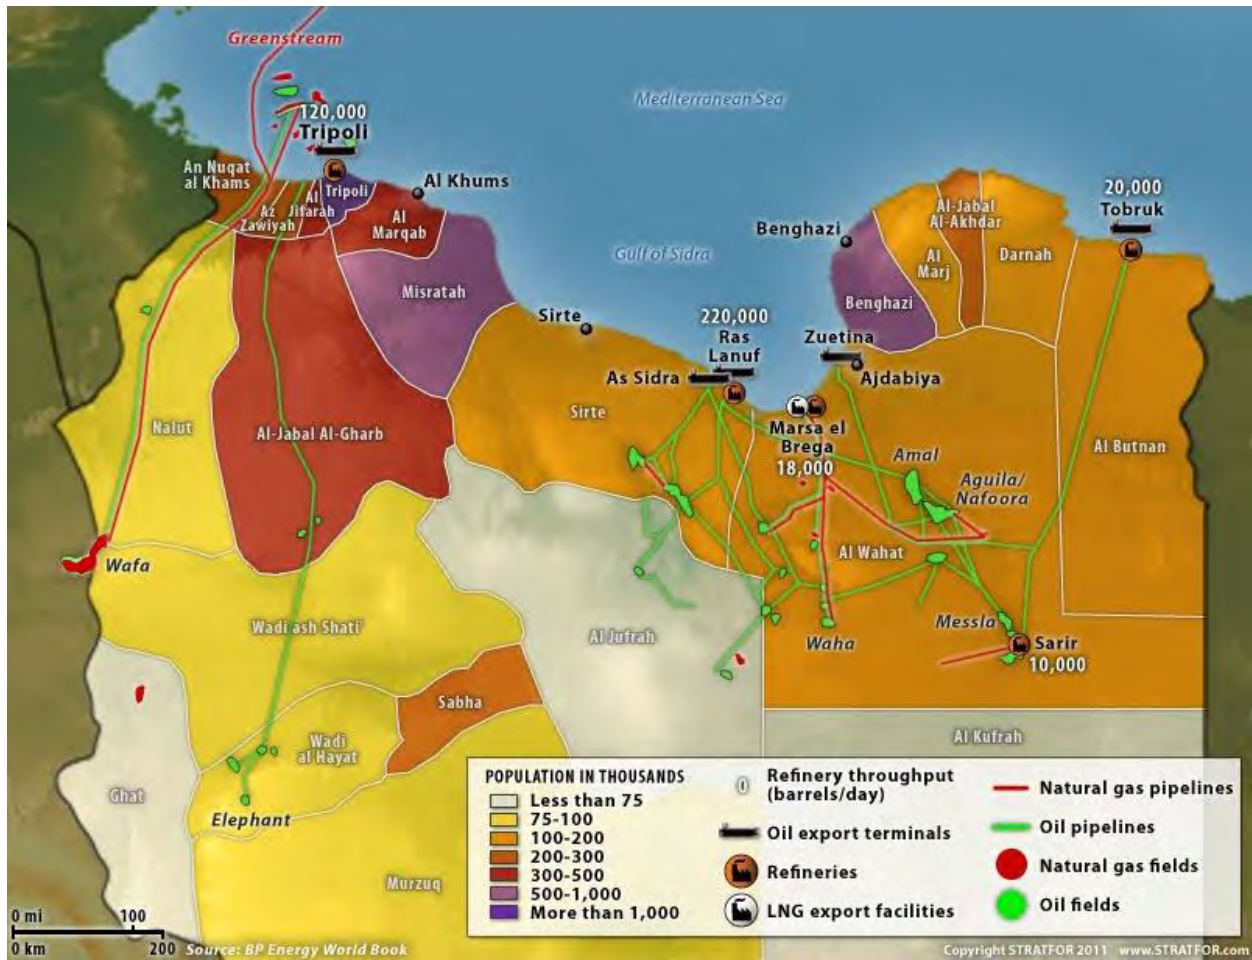 Greenstream
Mediterranean Sea
120,000
Tripoli
An Nuqat
al Khams
Az
Zawiyah
Al
Jifarah
Tripoli
Al Khums
Al
Marqab
Misratah
Gulf of Sidra
Sirte
Benghazi
Benghazi
Al
Marj
Al-Jabal
Al-Akhdar
Darnah
20,000
Tobruk
220,000
Ras
Lanuf
As Sidra
Zuetina
Ajdabiya
Marsa el
Brega
18,000
Sirte
Nalut
Al-Jabal Al-Gharb
Amal
Aguila/
Nafoora
Al Butnan
Al Wahat
Wafa
Wadi ash Shati'
Al Jufrah
Waha
Messla
Sarir
10,000
Sabha
Wadi
al Hayat
Al Kufrah
Ghat
Elephant
Murzuq
POPULATION IN THOUSANDS
Less than 75
75-100
100-200
200-300
300-500
500-1,000
More than 1,000
0
Refinery throughput
(barrels/day)
Oil export terminals
Refineries
LNG export facilities
Natural gas pipelines
Oil pipelines
Natural gas fields
Oil fields
0 mi 100
0 km 200
Source: BP Energy World Book
Copyright STRATFOR 2011 www.STRATFOR.com